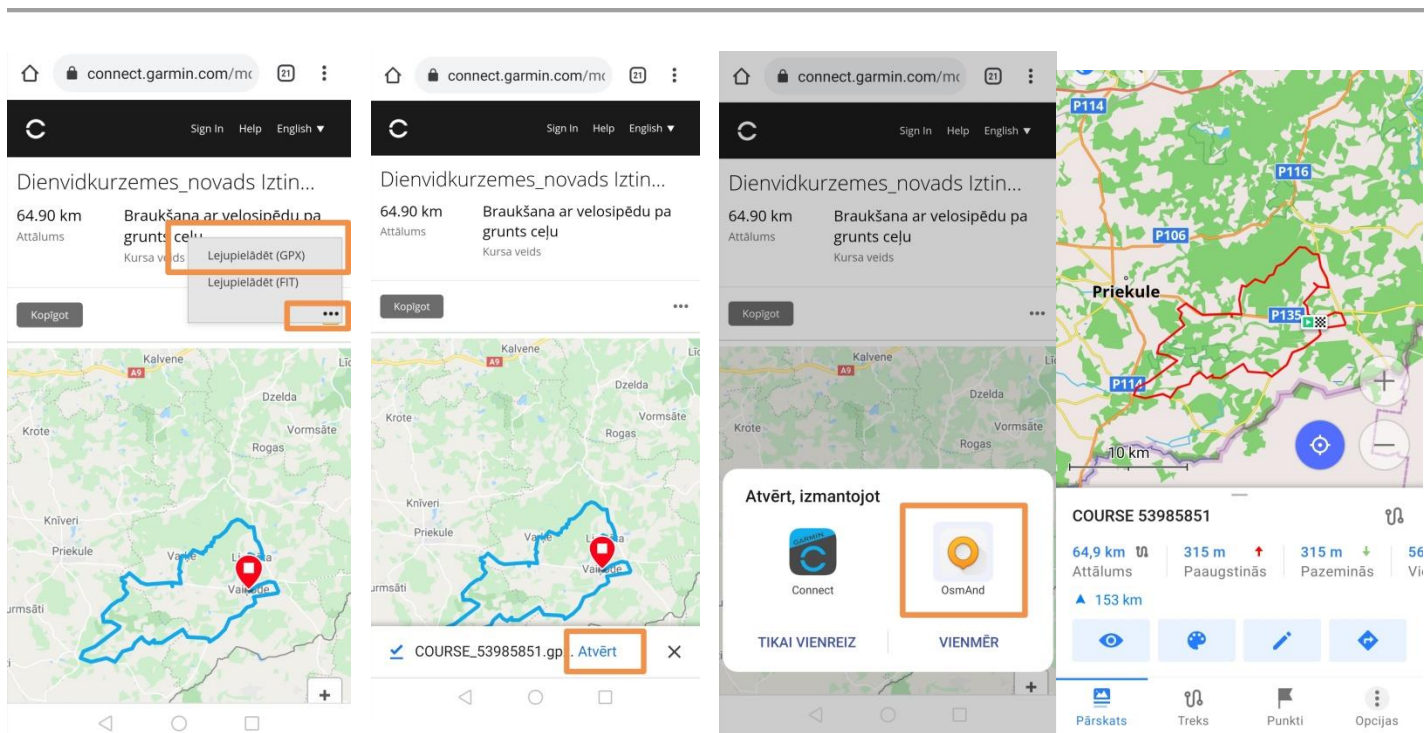 connect.garmin.com/mc
21
Sign In Help English ▼
Dienvidkurzemes_novads Iztin...
64.90 km
Attālums
Braukšana ar velosipēdu pa
grunts ceļu
Kursa veids
Lejupielādēt (GPX)
Lejupielādēt (FIT)
Kopīgot
Kalvene
A9
Dzelda
Krote
Vormsāte
Rogas
Knīveri
Priekule
connect.garmin.com/mc
21
Sign In Help English ▼
Dienvidkurzemes_novads Iztin...
64.90 km
Attālums
Braukšana ar velosipēdu pa
grunts ceļu
Kursa veids
Kopīgot
Kalvene
A9
Dzelda
Krote
Vormsāte
Rogas
Knīveri
Priekule
COURSE_53985851.gp... Atvērt
connect.garmin.com/mc
21
Sign In Help English ▼
Dienvidkurzemes_novads Iztin...
64.90 km
Attālums
Braukšana ar velosipēdu pa
grunts ceļu
Kursa veids
Kopīgot
Kalvene
A9
Dzelda
Krote
Vormsāte
Rogas
Atvērt, izmantojot
GARMIN
Connect
OsmAnd
TIKAI VIENREIZ
VIENMĒR
P114
P116
P106
Priekule
P135
P114
10 km
COURSE 53985851
64,9 km 315 m 315 m 56
Attālums Paaugstinās Pazeminās
153 km
Pārskats Treks Punkti Opcijas